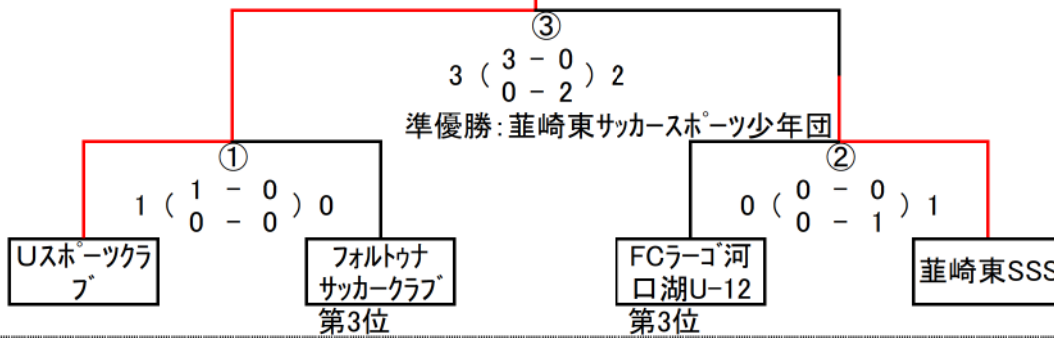 ③
3 ( 3 - 0 ) 2
0 - 2
準優勝:韮崎東サッカースポーツ少年団
① ②
1 ( 1 - 0 ) 0 0 ( 0 - 0 ) 1
0 - 0 0 - 1
Uスポーツクラ
ブ
フォルトゥナ
サッカークラブ
第3位
FCラーゴ河
口湖U-12
第3位
韮崎東SSS